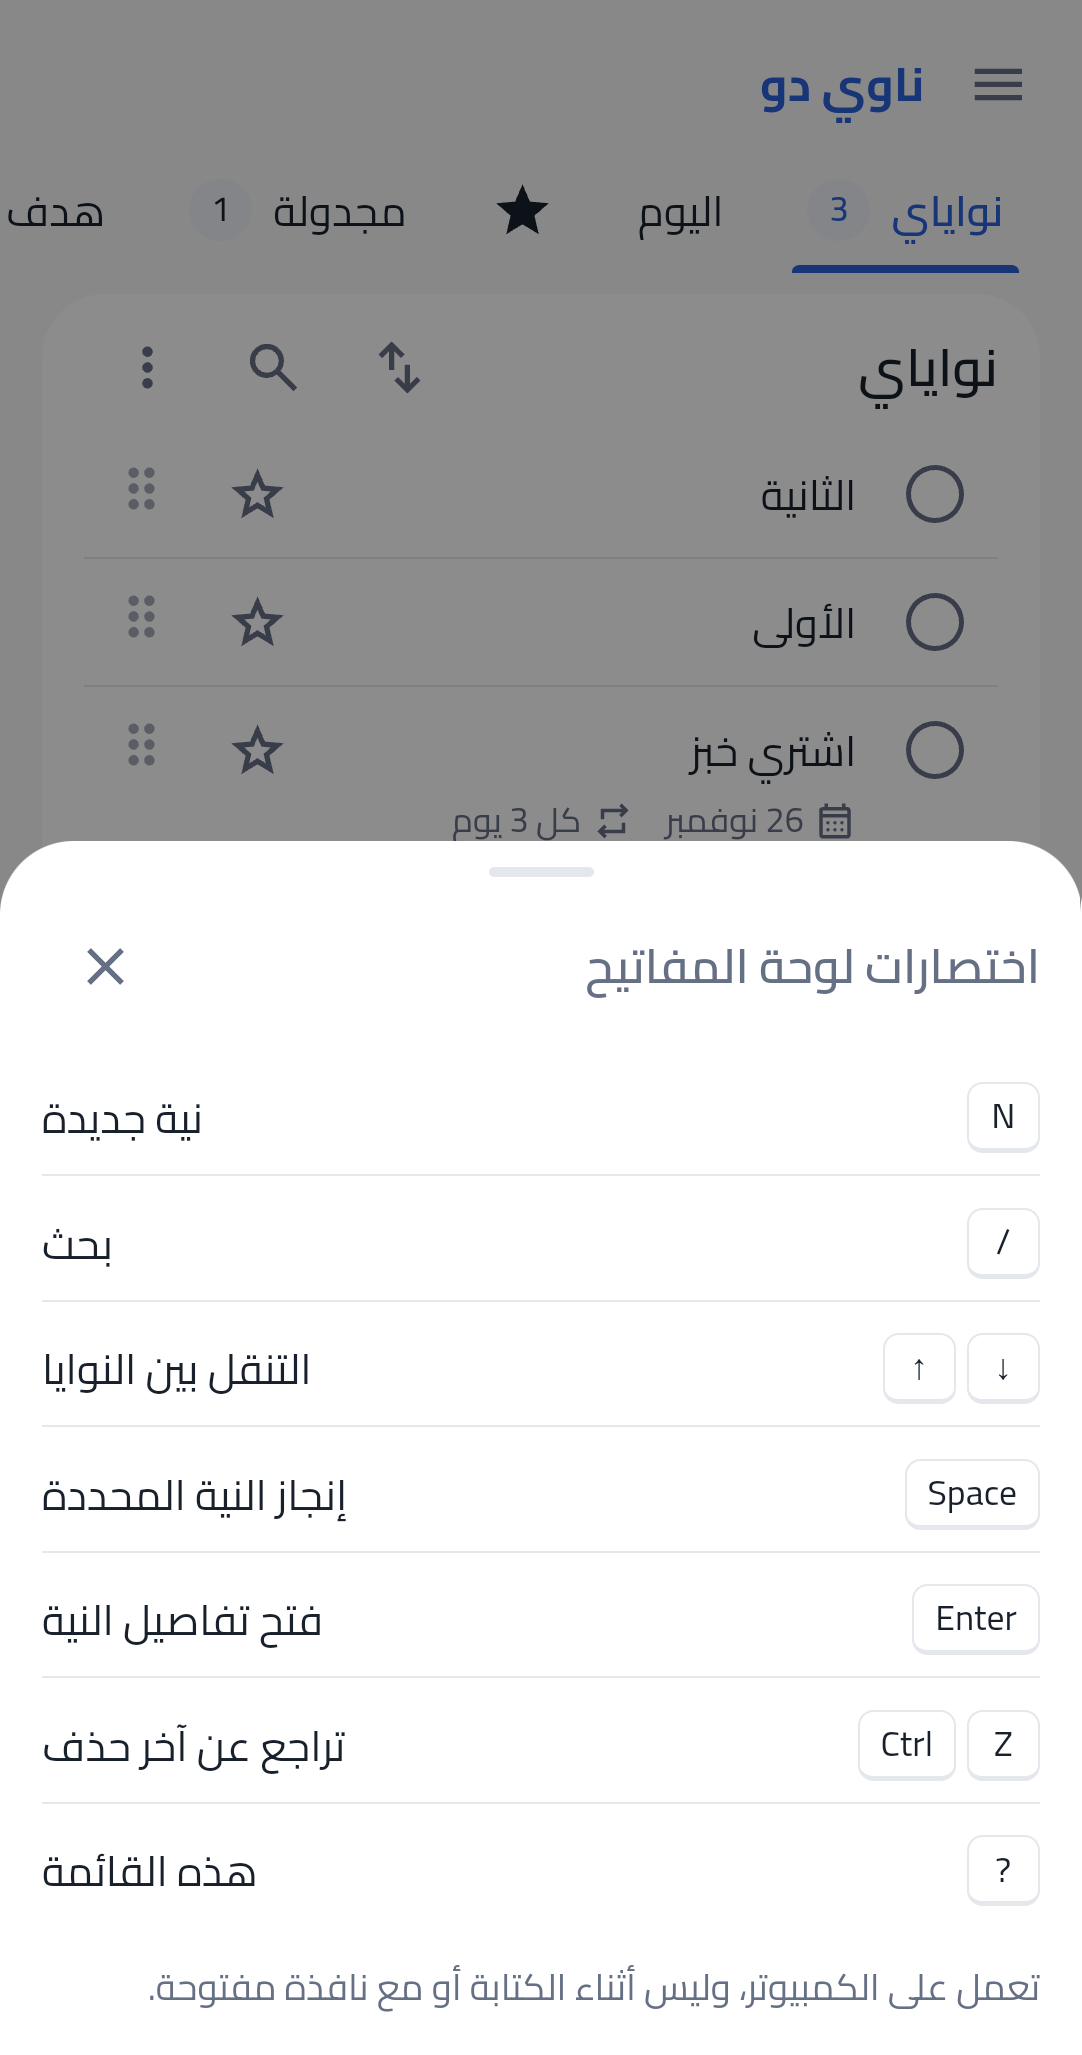 ناوي دو
نواياي 3 اليوم مجدولة 1 هدف
نواياي
الثانية
الأولى
اشتري خبز
26 نوفمبر كل 3 يوم
اختصارات لوحة المفاتيح
N نية جديدة
/ بحث
↑ ↓ التنقل بين النوايا
Space إنجاز النية المحددة
Enter فتح تفاصيل النية
Ctrl Z تراجع عن آخر حذف
? هذه القائمة
تعمل على الكمبيوتر، وليس أثناء الكتابة أو مع نافذة مفتوحة.